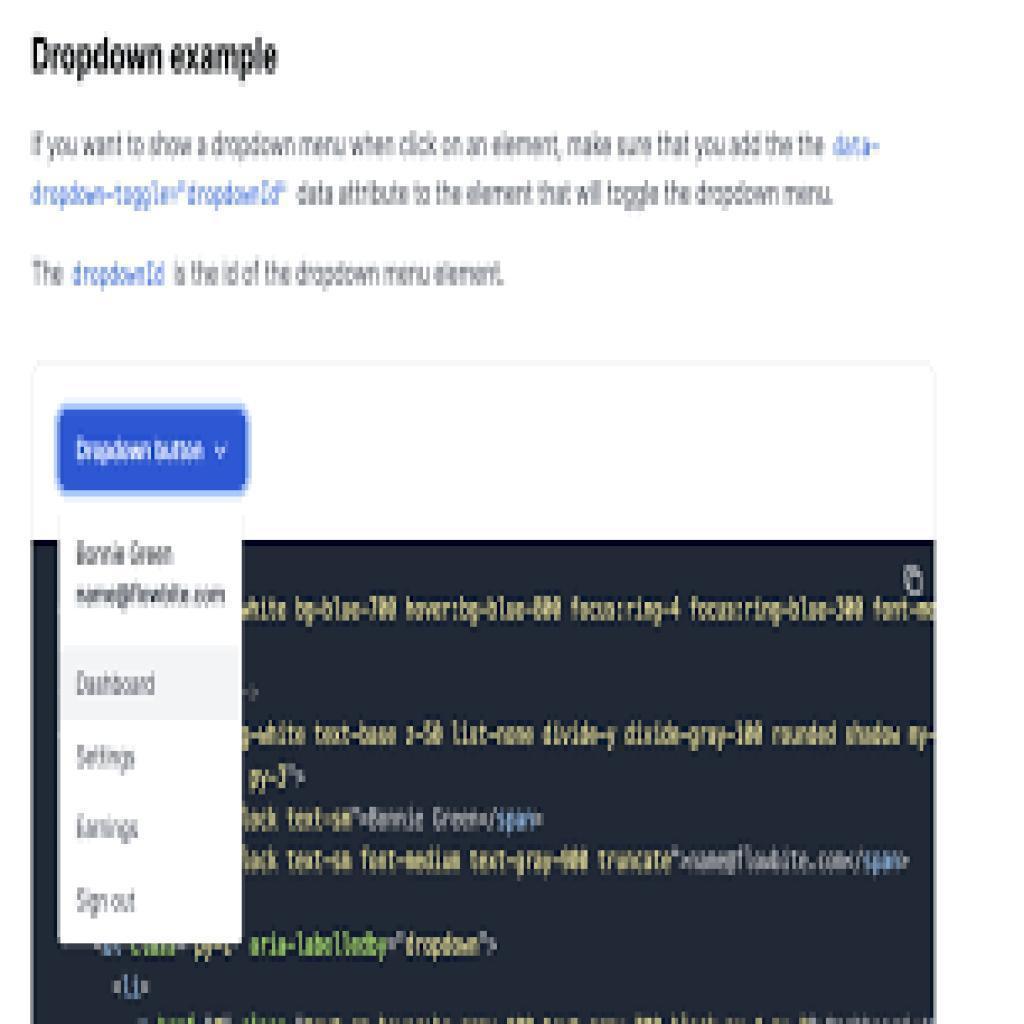 Dropdown example
If you want to show a dropdown menu when click on an element, make sure that you add the the data-
dropdown-toggle="dropdownId" data attribute to the element that will toggle the dropdown menu.
The dropdownId is the id of the dropdown menu element.
Dropdown button
Bonnie Green
name@flowbite.com
white bg-blue-700 hover:bg-blue-800 focus:ring-4 focus:ring-blue-300 font-me
Dashboard
g-white text-base z-50 list-none divide-y divide-gray-100 rounded shadow my-
Settings
py-3">
lock text-sm">Bonnie Green</span>
Earnings
lock text-sm font-medium text-gray-900 truncate">name@flowbite.com</span>
Sign out
aria-labelledby="dropdown">
<li>